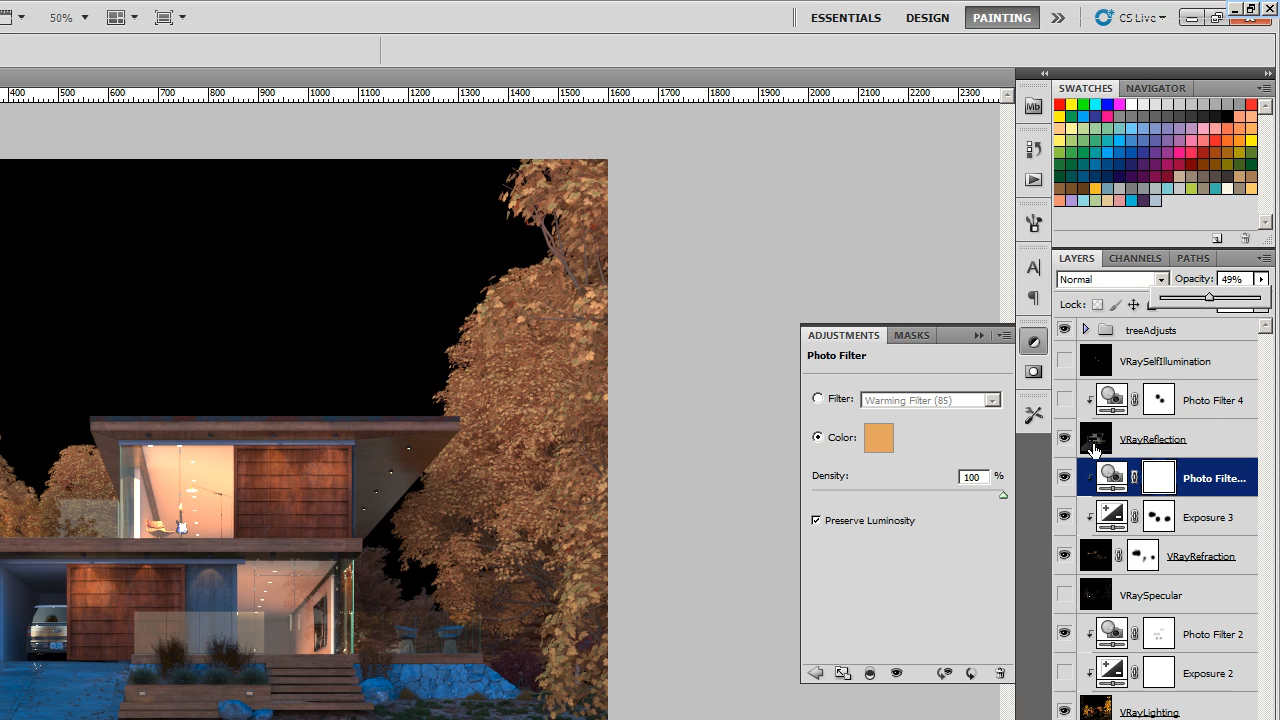 50%
ESSENTIALS DESIGN PAINTING CS Live
400 500 600 700 800 900 1000 1100 1200 1300 1400 1500 1600 1700 1800 1900 2000 2100 2200 2300
SWATCHES NAVIGATOR
Mb
LAYERS CHANNELS PATHS
Normal Opacity: 49%
Lock:
treeAdjusts
VRaySelfIllumination
Photo Filter 4
VRayReflection
Photo Filte...
Exposure 3
VRayRefraction
VRaySpecular
Photo Filter 2
Exposure 2
VRayLighting
ADJUSTMENTS MASKS
Photo Filter
Filter: Warming Filter (85)
Color:
Density: 100 %
Preserve Luminosity